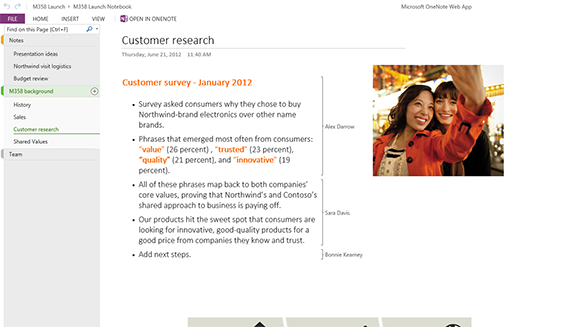 M358 Launch ▸ M358 Launch Notebook
Microsoft OneNote Web App
FILE HOME INSERT VIEW OPEN IN ONENOTE
Find on this Page (Ctrl+F)
Notes
Presentation ideas
Northwind visit logistics
Budget review
M358 background
History
Sales
Customer research
Shared Values
Team
Customer research
Thursday, June 21, 2012 11:40 AM
Customer survey - January 2012
• Survey asked consumers why they chose to buy
Northwind-brand electronics over other name
brands.
• Phrases that emerged most often from consumers:
"value" (26 percent) , "trusted" (23 percent),
"quality" (21 percent), and "innovative" (19
percent).
Alex Darrow
• All of these phrases map back to both companies'
core values, proving that Northwind's and Contoso's
shared approach to business is paying off.
• Our products hit the sweet spot that consumers are
looking for innovative, good-quality products for a
good price from companies they know and trust.
Sara Davis
• Add next steps.
Bonnie Kearney